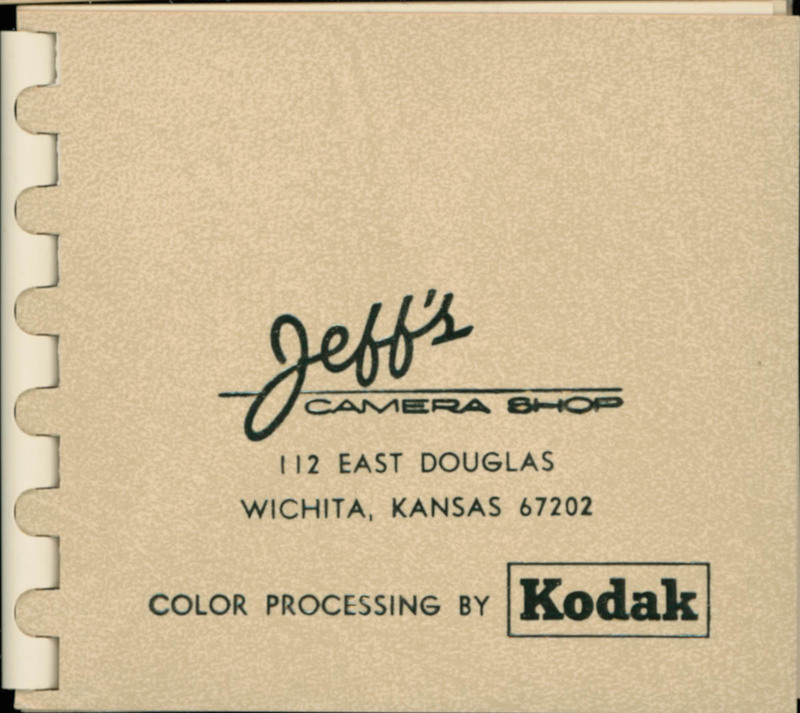 Jeff's
CAMERA SHOP
112 EAST DOUGLAS
WICHITA, KANSAS 67202
COLOR PROCESSING BY Kodak